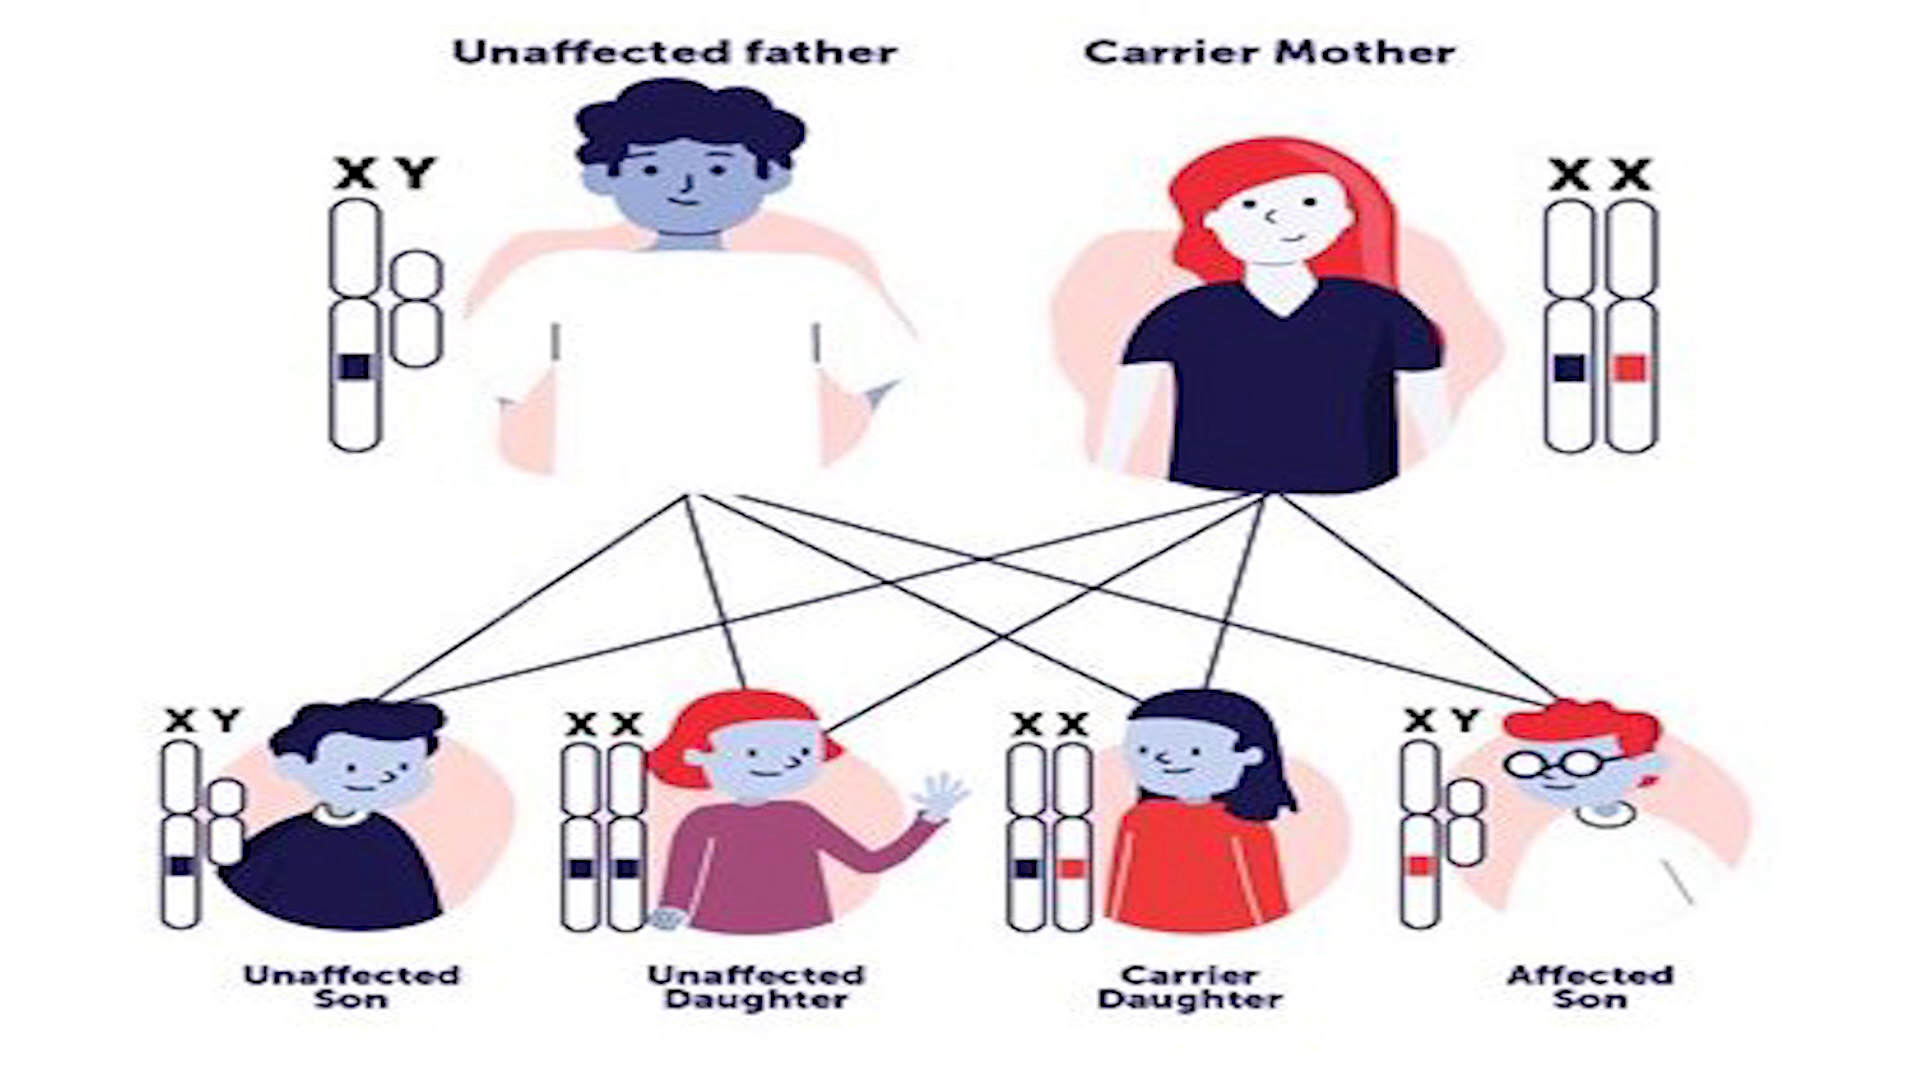 Unaffected father
Carrier Mother
X Y
X X
X Y
X X
X X
X Y
Unaffected
Son
Unaffected
Daughter
Carrier
Daughter
Affected
Son